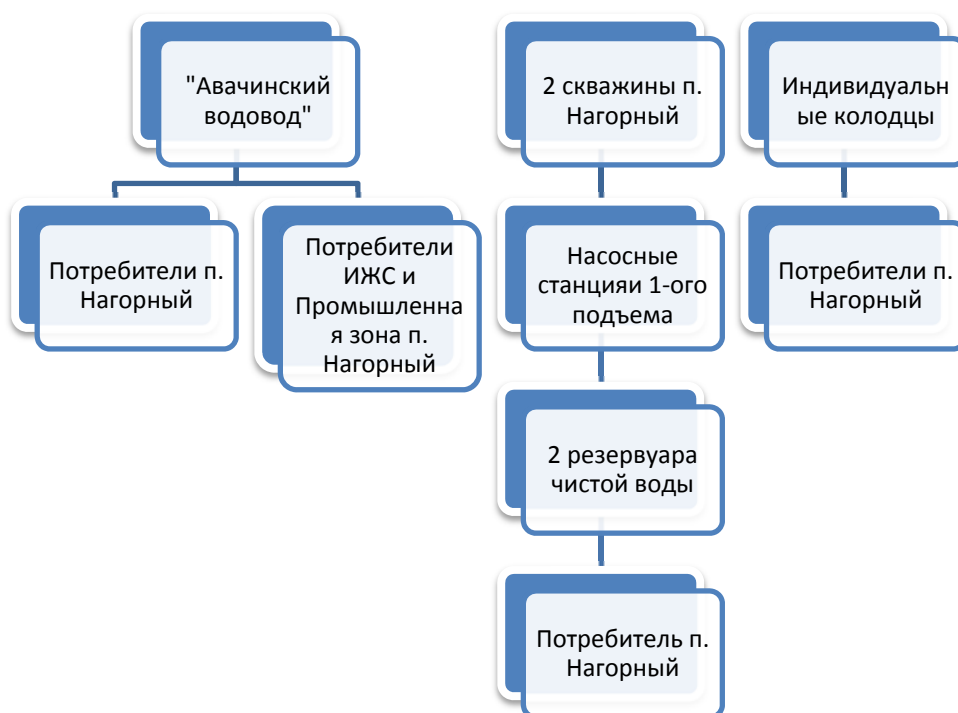 "Авачинский
водовод"
2 скважины п.
Нагорный
Индивидуальн
ые колодцы
Потребители п.
Нагорный
Потребители
ИЖС и
Промышленна
я зона п.
Нагорный
Насосные
станцияи 1-ого
подъема
Потребители п.
Нагорный
2 резервуара
чистой воды
Потребитель п.
Нагорный